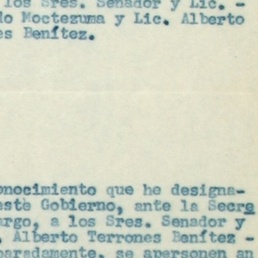 los Sres. Senador y Lic. -
do Moctezuma y Lic. Alberto
es Benítez.
onocimiento que he designa-
este Gobierno, ante la Secre
argo, a los Sres. Senador y
, Alberto Terrones Benítez -
paradamente, se apersonen an